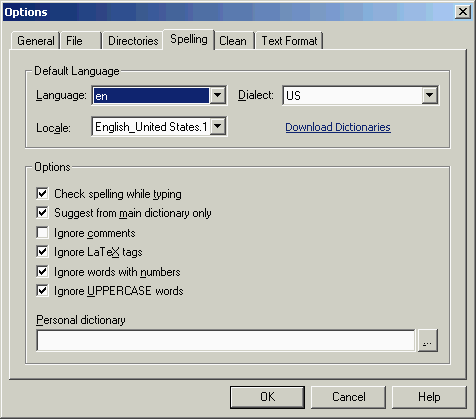 Options
General File Directories Spelling Clean Text Format
Default Language
Language: en Dialect: US
Locale: English_United States.1 Download Dictionaries
Options
Check spelling while typing
Suggest from main dictionary only
Ignore comments
Ignore LaTeX tags
Ignore words with numbers
Ignore UPPERCASE words
Personal dictionary
...
OK Cancel Help